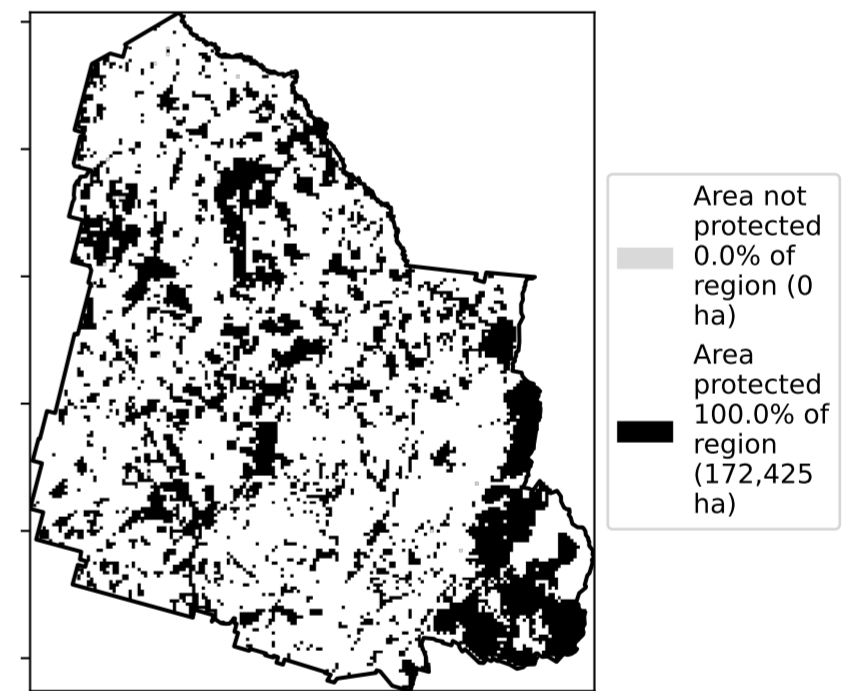 Area not
protected
0.0% of
region (0
ha)
Area
protected
100.0% of
region
(172,425
ha)